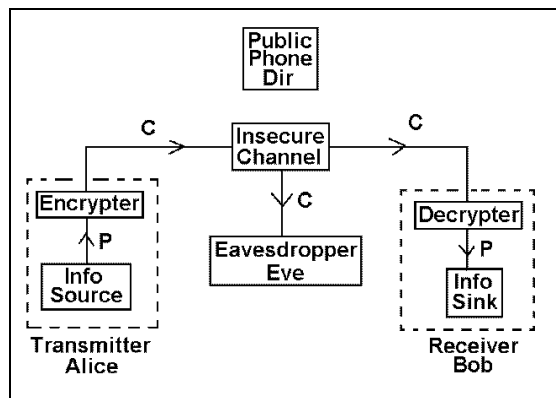 Public
Phone
Dir
C
Insecure
Channel
C
C
Encrypter
P
Info
Source
Transmitter
Alice
Eavesdropper
Eve
Decrypter
P
Info
Sink
Receiver
Bob